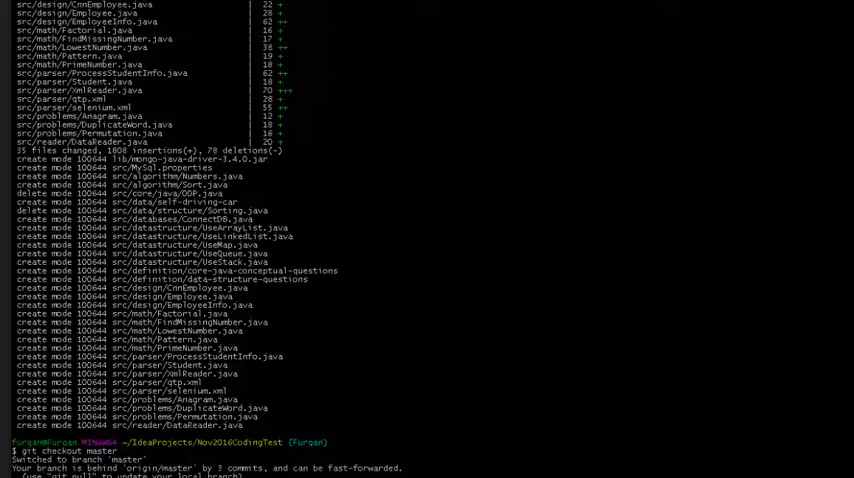 src/design/CnnEmployee.java | 22 +
src/design/Employee.java | 28 +
src/design/EmployeeInfo.java | 62 ++
src/math/Factorial.java | 16 +
src/math/FindMissingNumber.java | 17 +
src/math/LowestNumber.java | 38 ++
src/math/Pattern.java | 19 +
src/math/PrimeNumber.java | 18 +
src/parser/ProcessStudentInfo.java | 62 ++
src/parser/Student.java | 18 +
src/parser/XmlReader.java | 70 +++
src/parser/qtp.xml | 28 +
src/parser/selenium.xml | 55 ++
src/problems/Anagram.java | 12 +
src/problems/DuplicateWord.java | 18 +
src/problems/Permutation.java | 16 +
src/reader/DataReader.java | 20 +
35 files changed, 1808 insertions(+), 78 deletions(-)
create mode 100644 lib/mongo-java-driver-3.4.0.jar
create mode 100644 src/MySql.properties
create mode 100644 src/algorithm/Numbers.java
create mode 100644 src/algorithm/Sort.java
delete mode 100644 src/core/java/OOP.java
create mode 100644 src/data/self-driving-car
delete mode 100644 src/data/structure/Sorting.java
create mode 100644 src/databases/ConnectDB.java
create mode 100644 src/datastructure/UseArrayList.java
create mode 100644 src/datastructure/UseLinkedList.java
create mode 100644 src/datastructure/UseMap.java
create mode 100644 src/datastructure/UseQueue.java
create mode 100644 src/datastructure/UseStack.java
create mode 100644 src/definition/core-java-conceptual-questions
create mode 100644 src/definition/data-structure-questions
create mode 100644 src/design/CnnEmployee.java
create mode 100644 src/design/Employee.java
create mode 100644 src/design/EmployeeInfo.java
create mode 100644 src/math/Factorial.java
create mode 100644 src/math/FindMissingNumber.java
create mode 100644 src/math/LowestNumber.java
create mode 100644 src/math/Pattern.java
create mode 100644 src/math/PrimeNumber.java
create mode 100644 src/parser/ProcessStudentInfo.java
create mode 100644 src/parser/Student.java
create mode 100644 src/parser/XmlReader.java
create mode 100644 src/parser/qtp.xml
create mode 100644 src/parser/selenium.xml
create mode 100644 src/problems/Anagram.java
create mode 100644 src/problems/DuplicateWord.java
create mode 100644 src/problems/Permutation.java
create mode 100644 src/reader/DataReader.java
furqan@Furqan MINGW64 ~/IdeaProjects/Nov2016CodingTest (Furqan)
$ git checkout master
Switched to branch 'master'
Your branch is behind 'origin/master' by 3 commits, and can be fast-forwarded.
(use "git pull" to update your local branch)